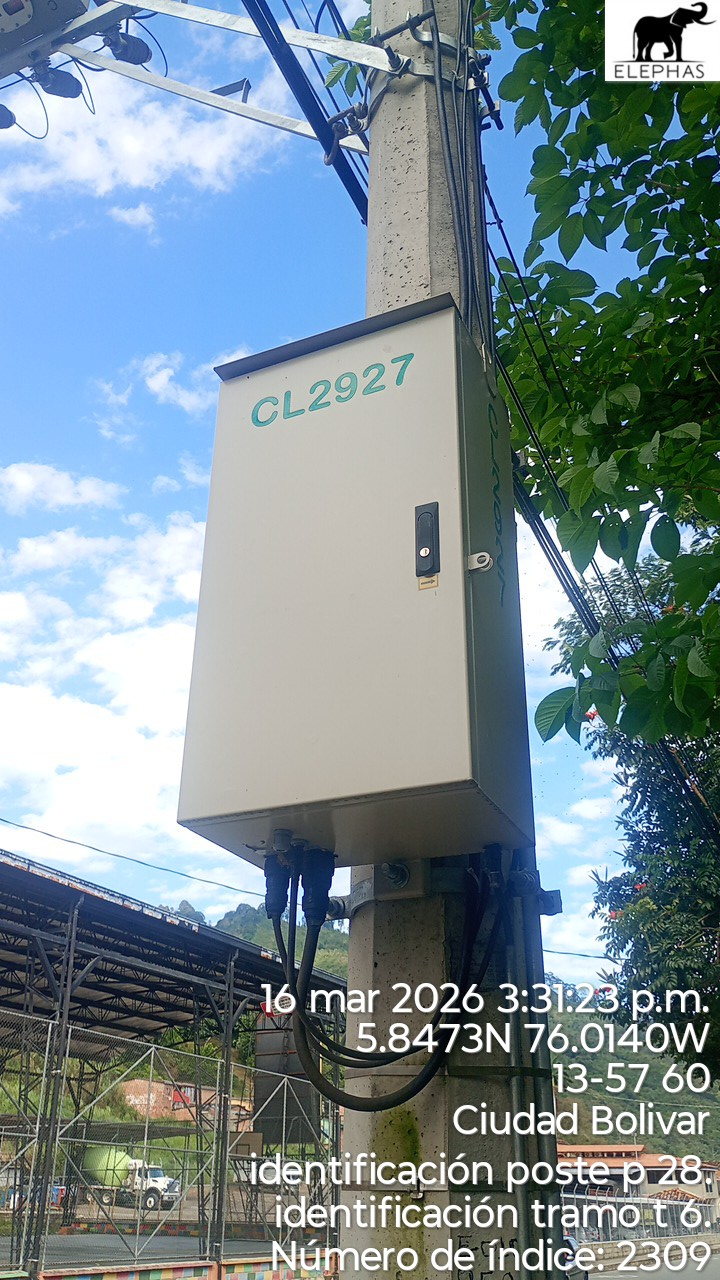 ELEPHAS
CL2927
16 mar 2026 3:31:23 p.m.
5.8473N 76.0140W
13-57 60
Ciudad Bolivar
identificación poste p 28
identificación tramo t 6.
Número de índice: 2309